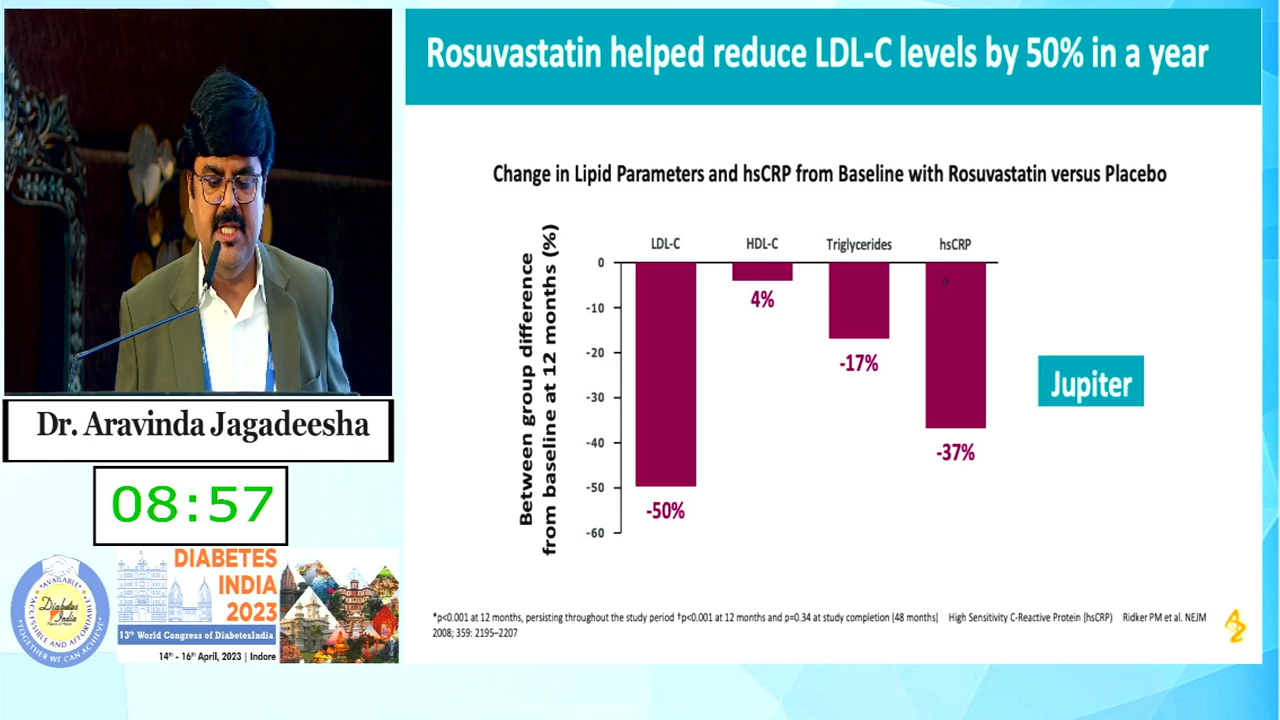 Rosuvastatin helped reduce LDL-C levels by 50% in a year
Change in Lipid Parameters and hsCRP from Baseline with Rosuvastatin versus Placebo
Between group difference
from baseline at 12 months (%)
LDL-C
HDL-C
Triglycerides
hsCRP
0
-10
-20
-30
-40
-50
-60
-50%
4%
-17%
-37%
Jupiter
*p<0.001 at 12 months, persisting throughout the study period †p<0.001 at 12 months and p=0.34 at study completion (48 months) High Sensitivity C-Reactive Protein (hsCRP) Ridker PM et al. NEJM
2008; 359: 2195–2207
Dr. Aravinda Jagadeesha
08:57
AVAILABLE
ACCESSIBLE AND AFFORDABLE
Diabetes
India
TOGETHER WE CAN ACHIEVE
DIABETES
INDIA
2023
13th World Congress of DiabetesIndia
14th - 16th April, 2023 | Indore